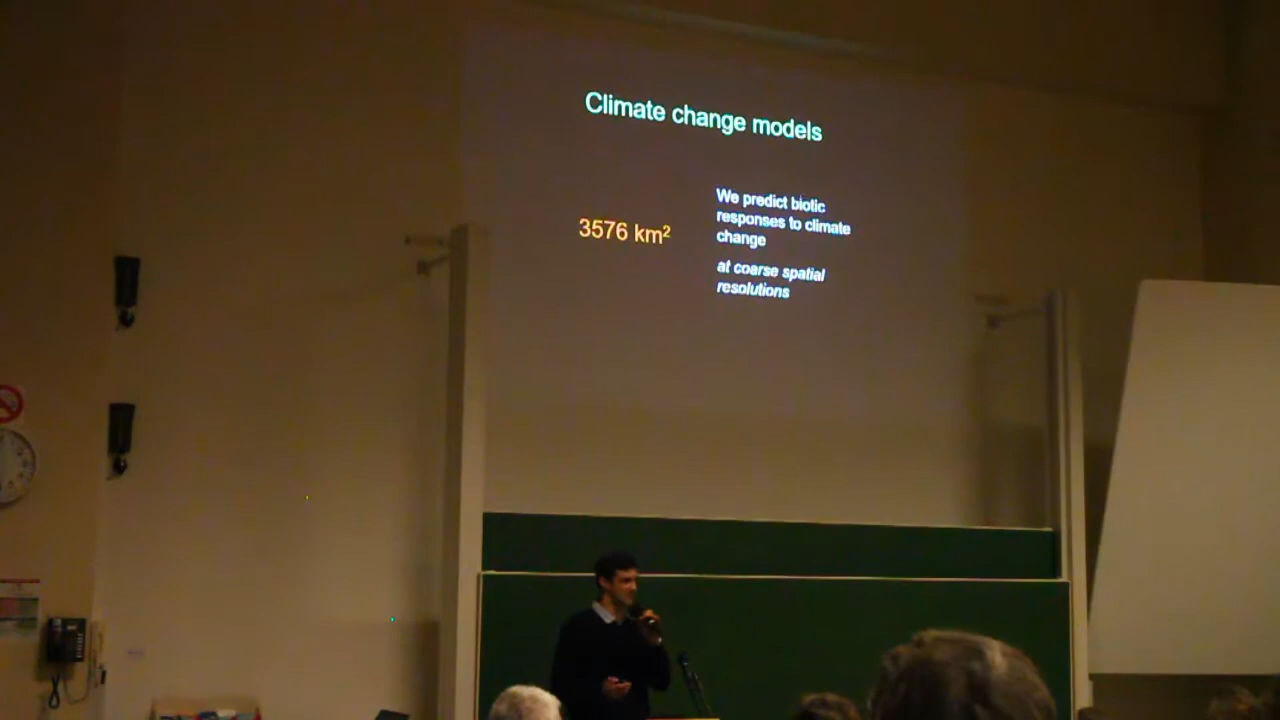 Climate change models
3576 km²
We predict biotic
responses to climate
change
at coarse spatial
resolutions